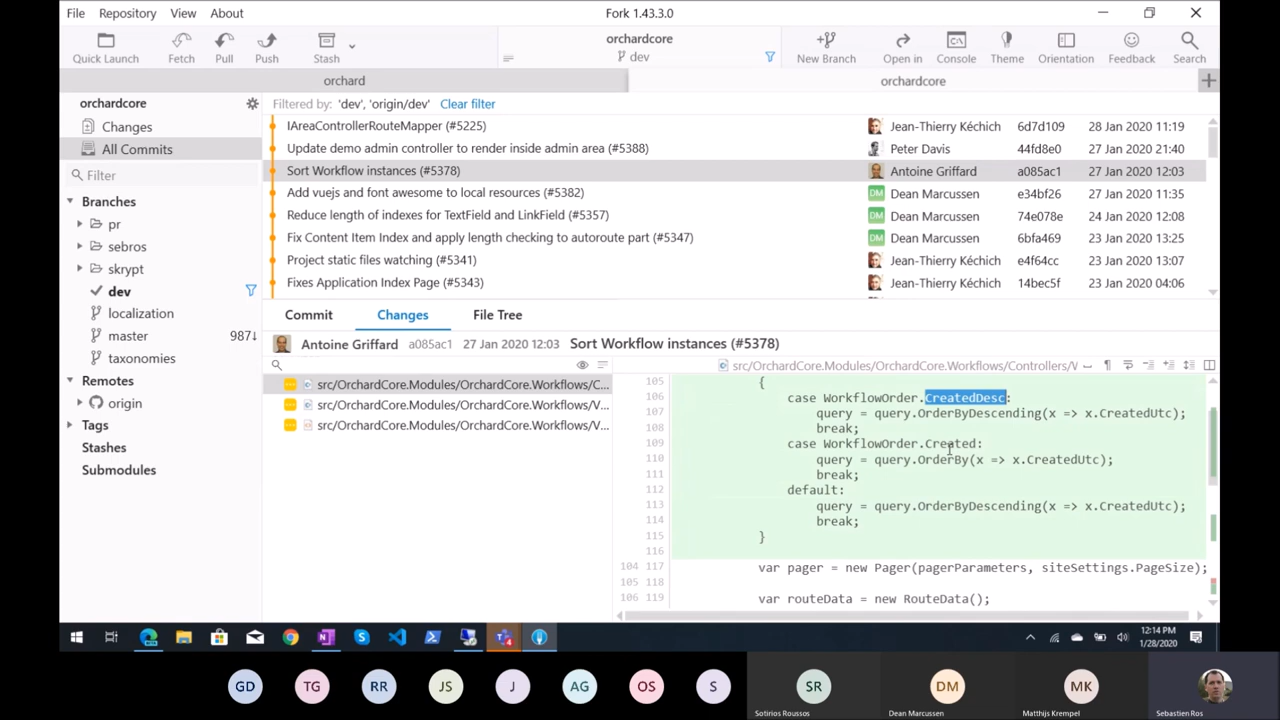 File Repository View About Fork 1.43.3.0
Quick Launch Fetch Pull Push Stash orchardcore dev New Branch Open in Console Theme Orientation Feedback Search
orchard orchardcore
orchardcore
Changes
All Commits
Filter
Branches
pr
sebros
skrypt
dev
localization
master 987↓
taxonomies
Remotes
origin
Tags
Stashes
Submodules
Filtered by: 'dev', 'origin/dev' Clear filter
IAreaControllerRouteMapper (#5225) Jean-Thierry Kéchich 6d7d109 28 Jan 2020 11:19
Update demo admin controller to render inside admin area (#5388) Peter Davis 44fd8e0 27 Jan 2020 21:40
Sort Workflow instances (#5378) Antoine Griffard a085ac1 27 Jan 2020 12:03
Add vuejs and font awesome to local resources (#5382) DM Dean Marcussen e34bf26 27 Jan 2020 11:35
Reduce length of indexes for TextField and LinkField (#5357) DM Dean Marcussen 74e078e 24 Jan 2020 12:08
Fix Content Item Index and apply length checking to autoroute part (#5347) DM Dean Marcussen 6bfa469 23 Jan 2020 13:25
Project static files watching (#5341) Jean-Thierry Kéchich e4f64cc 23 Jan 2020 13:07
Fixes Application Index Page (#5343) Jean-Thierry Kéchich 14bec5f 23 Jan 2020 04:06
Commit Changes File Tree
Antoine Griffard a085ac1 27 Jan 2020 12:03 Sort Workflow instances (#5378)
src/OrchardCore.Modules/OrchardCore.Workflows/C...
src/OrchardCore.Modules/OrchardCore.Workflows/V...
src/OrchardCore.Modules/OrchardCore.Workflows/V...
src/OrchardCore.Modules/OrchardCore.Workflows/Controllers/V
105 {
106 case WorkflowOrder.CreatedDesc:
107 query = query.OrderByDescending(x => x.CreatedUtc);
108 break;
109 case WorkflowOrder.Created:
110 query = query.OrderBy(x => x.CreatedUtc);
111 break;
112 default:
113 query = query.OrderByDescending(x => x.CreatedUtc);
114 break;
115 }
116
104 117 var pager = new Pager(pagerParameters, siteSettings.PageSize);
105 118
106 119 var routeData = new RouteData();
12:14 PM
1/28/2020
GD TG RR JS J AG OS S SR DM MK
Sotirios Roussos Dean Marcussen Matthijs Krempel Sebastien Ros